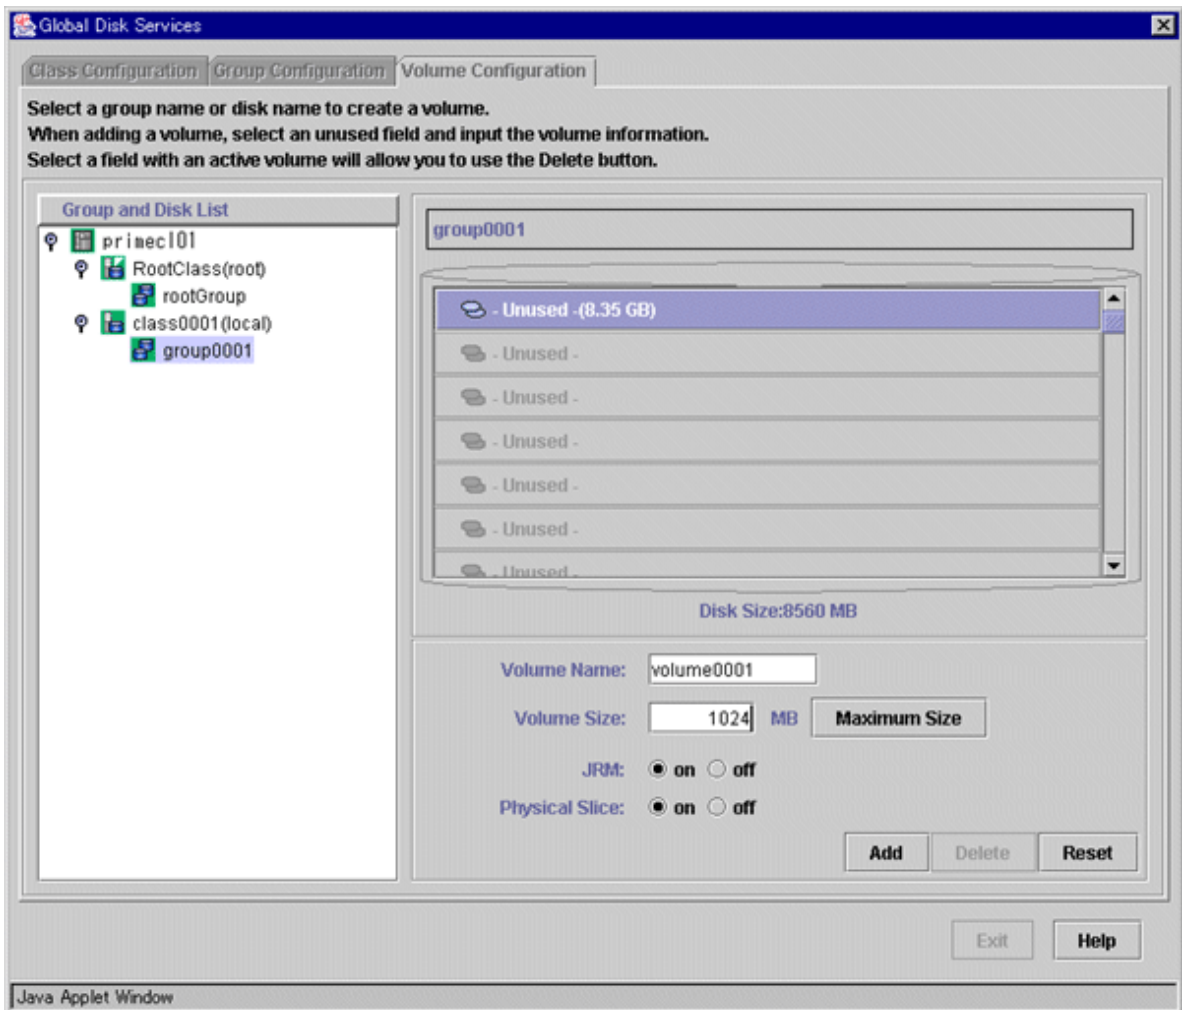 Global Disk Services
Class Configuration Group Configuration Volume Configuration
Select a group name or disk name to create a volume.
When adding a volume, select an unused field and input the volume information.
Select a field with an active volume will allow you to use the Delete button.
Group and Disk List
primecl01
RootClass(root)
rootGroup
class0001(local)
group0001
group0001
- Unused -(8.35 GB)
- Unused -
- Unused -
- Unused -
- Unused -
- Unused -
- Unused -
Disk Size:8560 MB
Volume Name: volume0001
Volume Size: 1024 MB Maximum Size
JRM: on off
Physical Slice: on off
Add Delete Reset
Exit Help
Java Applet Window